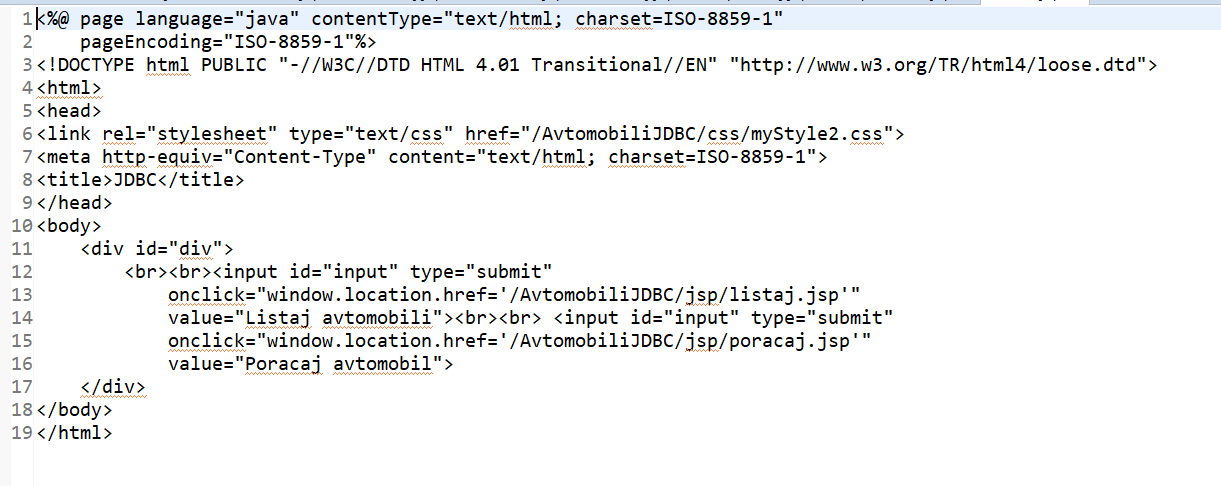 1<%@ page language="java" contentType="text/html; charset=ISO-8859-1"
2    pageEncoding="ISO-8859-1"%>
3<!DOCTYPE html PUBLIC "-//W3C//DTD HTML 4.01 Transitional//EN" "http://www.w3.org/TR/html4/loose.dtd">
4<html>
5<head>
6<link rel="stylesheet" type="text/css" href="/AvtomobiliJDBC/css/myStyle2.css">
7<meta http-equiv="Content-Type" content="text/html; charset=ISO-8859-1">
8<title>JDBC</title>
9</head>
10<body>
11    <div id="div">
12        <br><br><input id="input" type="submit"
13            onclick="window.location.href='/AvtomobiliJDBC/jsp/listaj.jsp'"
14            value="Listaj avtomobili"><br><br> <input id="input" type="submit"
15            onclick="window.location.href='/AvtomobiliJDBC/jsp/poracaj.jsp'"
16            value="Poracaj avtomobil">
17    </div>
18</body>
19</html>